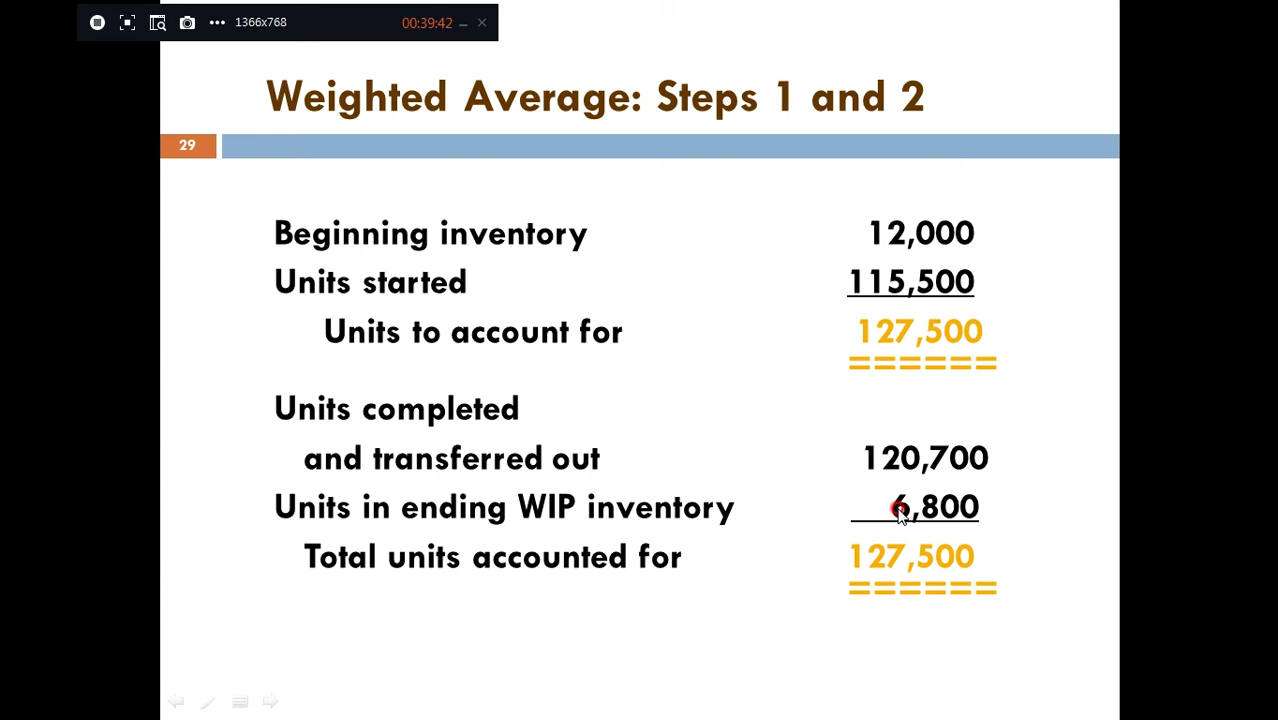 1366x768 00:39:42
Weighted Average: Steps 1 and 2
29
Beginning inventory 12,000
Units started 115,500
Units to account for 127,500
======
Units completed
and transferred out 120,700
Units in ending WIP inventory 6,800
Total units accounted for 127,500
======